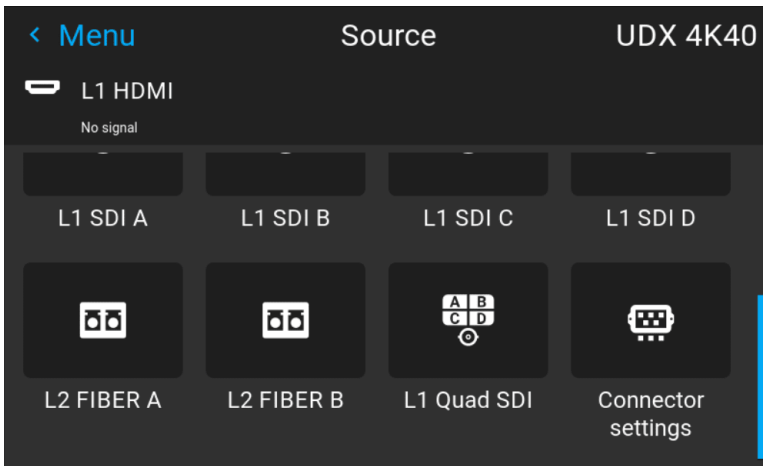 Menu
Source
UDX 4K40
L1 HDMI
No signal
L1 SDI A
L1 SDI B
L1 SDI C
L1 SDI D
A B
C D
L2 FIBER A
L2 FIBER B
L1 Quad SDI
Connector
settings